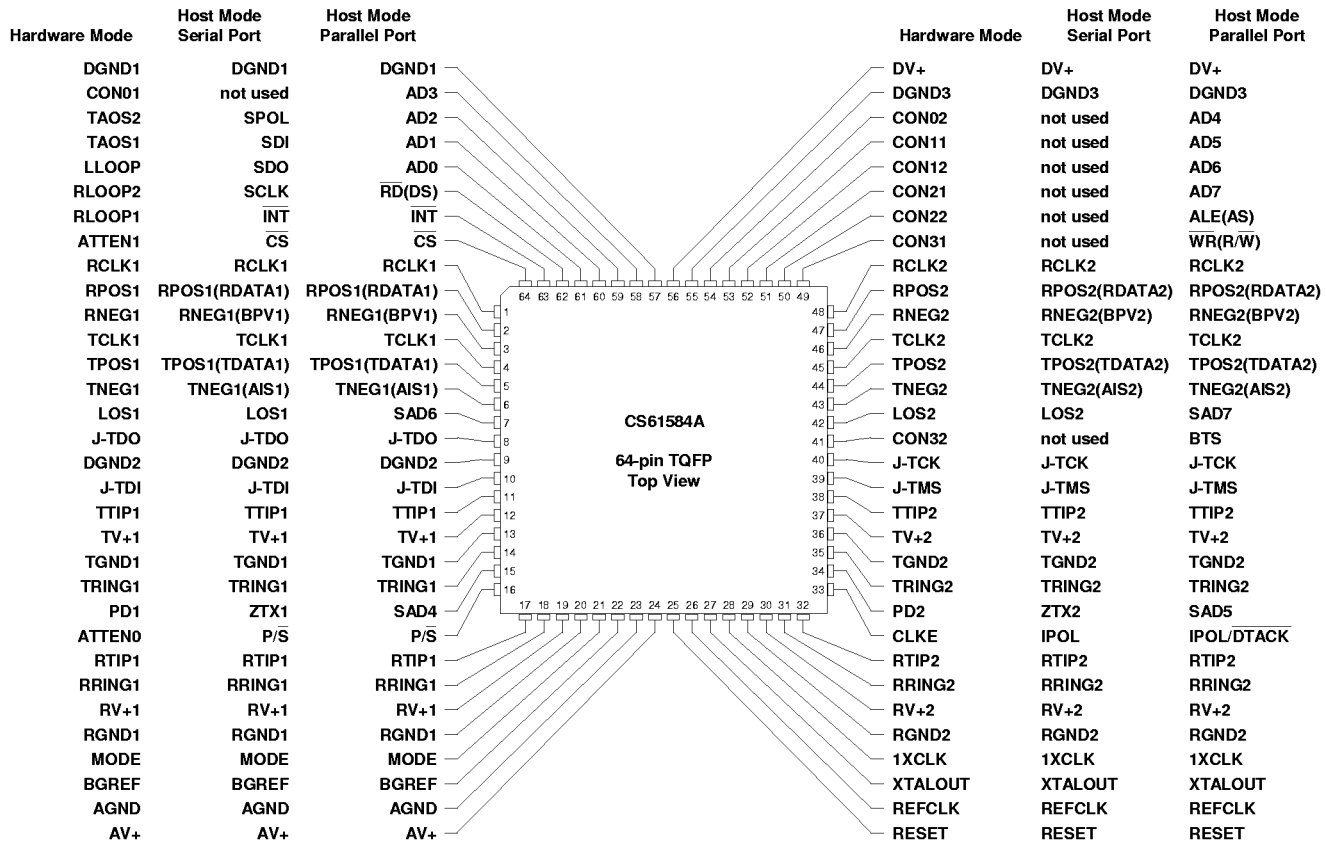 Host Mode Host Mode Host Mode Host Mode
Hardware Mode Serial Port Parallel Port Hardware Mode Serial Port Parallel Port
DGND1 DGND1 DGND1 DV+ DV+ DV+
CON01 not used AD3 DGND3 DGND3 DGND3
TAOS2 SPOL AD2 CON02 not used AD4
TAOS1 SDI AD1 CON11 not used AD5
LLOOP SDO AD0 CON12 not used AD6
RLOOP2 SCLK R̅D̅(DS) CON21 not used AD7
RLOOP1 I̅N̅T̅ I̅N̅T̅ CON22 not used ALE(AS)
ATTEN1 C̅S̅ C̅S̅ CON31 not used W̅R̅(R/W̅)
RCLK1 RCLK1 RCLK1 RCLK2 RCLK2 RCLK2
RPOS1 RPOS1(RDATA1) RPOS1(RDATA1) RPOS2 RPOS2(RDATA2) RPOS2(RDATA2)
RNEG1 RNEG1(BPV1) RNEG1(BPV1) RNEG2 RNEG2(BPV2) RNEG2(BPV2)
TCLK1 TCLK1 TCLK1 TCLK2 TCLK2 TCLK2
TPOS1 TPOS1(TDATA1) TPOS1(TDATA1) TPOS2 TPOS2(TDATA2) TPOS2(TDATA2)
TNEG1 TNEG1(AIS1) TNEG1(AIS1) TNEG2 TNEG2(AIS2) TNEG2(AIS2)
LOS1 LOS1 SAD6 LOS2 LOS2 SAD7
J-TDO J-TDO J-TDO CON32 not used BTS
DGND2 DGND2 DGND2 J-TCK J-TCK J-TCK
J-TDI J-TDI J-TDI J-TMS J-TMS J-TMS
TTIP1 TTIP1 TTIP1 TTIP2 TTIP2 TTIP2
TV+1 TV+1 TV+1 TV+2 TV+2 TV+2
TGND1 TGND1 TGND1 TGND2 TGND2 TGND2
TRING1 TRING1 TRING1 TRING2 TRING2 TRING2
PD1 ZTX1 SAD4 PD2 ZTX2 SAD5
ATTEN0 P/S̅ P/S̅ CLKE IPOL IPOL/D̅T̅A̅C̅K̅
RTIP1 RTIP1 RTIP1 RTIP2 RTIP2 RTIP2
RRING1 RRING1 RRING1 RRING2 RRING2 RRING2
RV+1 RV+1 RV+1 RV+2 RV+2 RV+2
RGND1 RGND1 RGND1 RGND2 RGND2 RGND2
MODE MODE MODE 1XCLK 1XCLK 1XCLK
BGREF BGREF BGREF XTALOUT XTALOUT XTALOUT
AGND AGND AGND REFCLK REFCLK REFCLK
AV+ AV+ AV+ RESET RESET RESET
64 63 62 61 60 59 58 57 56 55 54 53 52 51 50 49
1 48
2 47
3 46
4 45
5 44
6 43
7 42
8 41
9 40
10 39
11 38
12 37
13 36
14 35
15 34
16 33
17 18 19 20 21 22 23 24 25 26 27 28 29 30 31 32
CS61584A
64-pin TQFP
Top View